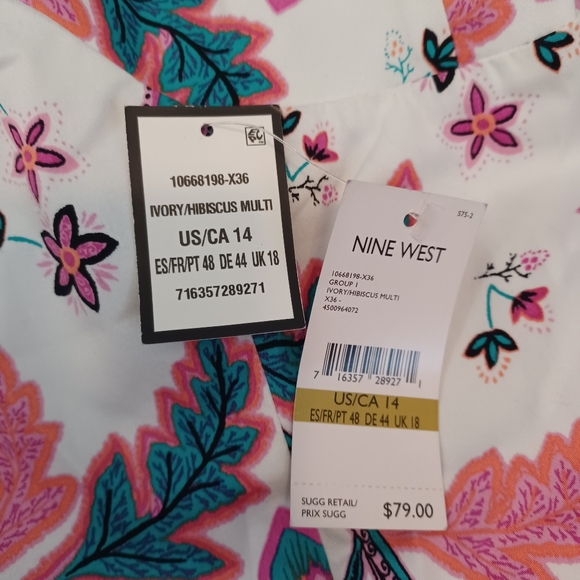 10668198-X36
IVORY/HIBISCUS MULTI
US/CA 14
ES/FR/PT 48 DE 44 UK 18
716357289271
575-2
NINE WEST
10668198-X36
GROUP 1
IVORY/HIBISCUS MULTI
X36 -
4500964072
7 16357 28927 1
US/CA 14
ES/FR/PT 48 DE 44 UK 18
SUGG RETAIL/
PRIX SUGG
$79.00